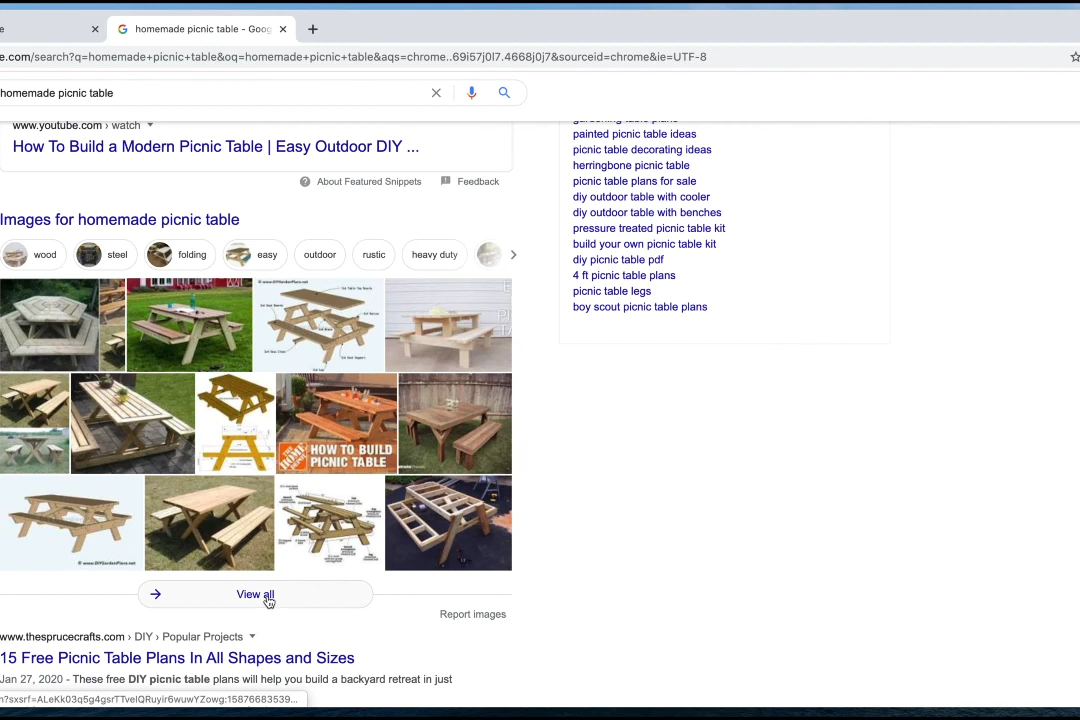 e
homemade picnic table - Goog
e.com/search?q=homemade+picnic+table&oq=homemade+picnic+table&aqs=chrome..69i57j0l7.4668j0j7&sourceid=chrome&ie=UTF-8
homemade picnic table
www.youtube.com › watch
How To Build a Modern Picnic Table | Easy Outdoor DIY ...
About Featured Snippets
Feedback
Images for homemade picnic table
wood
steel
folding
easy
outdoor
rustic
heavy duty
HOW TO BUILD
PICNIC TABLE
View all
Report images
www.thesprucecrafts.com › DIY › Popular Projects
15 Free Picnic Table Plans In All Shapes and Sizes
Jan 27, 2020 - These free DIY picnic table plans will help you build a backyard retreat in just
h?sxsrf=ALeKk03q5g4gsrTTvelQRuyir6wuwYZowg:15876683539...
gardening table plans
painted picnic table ideas
picnic table decorating ideas
herringbone picnic table
picnic table plans for sale
diy outdoor table with cooler
diy outdoor table with benches
pressure treated picnic table kit
build your own picnic table kit
diy picnic table pdf
4 ft picnic table plans
picnic table legs
boy scout picnic table plans